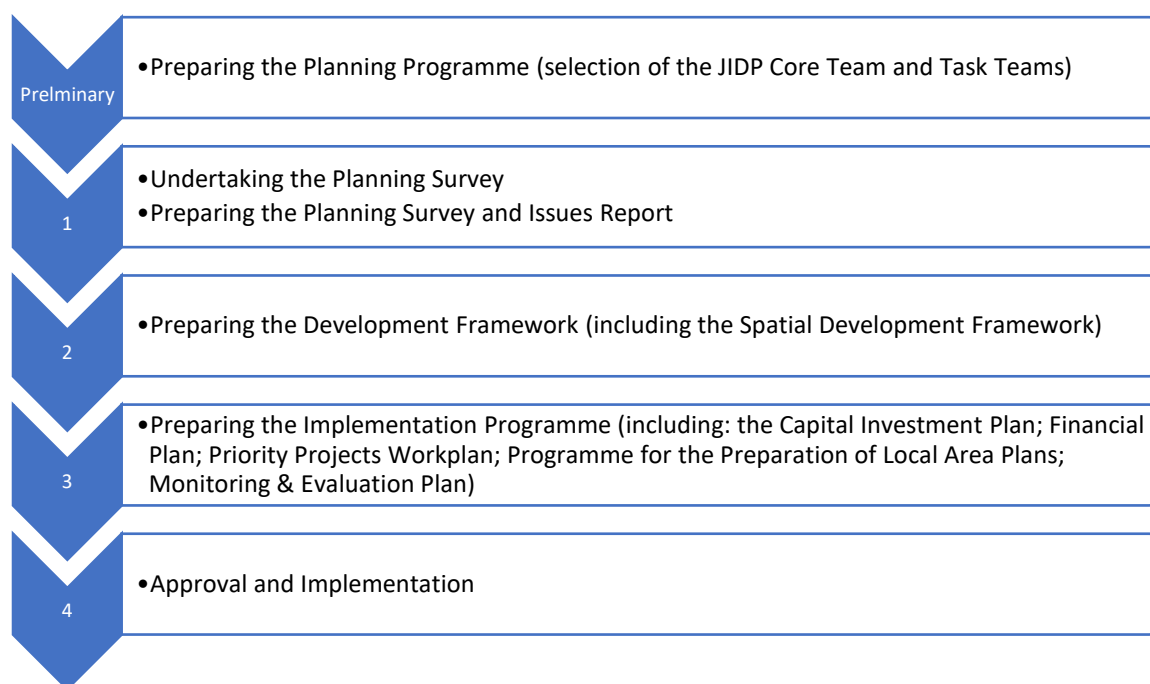 Prelminary
•Preparing the Planning Programme (selection of the JIDP Core Team and Task Teams)
1
•Undertaking the Planning Survey
•Preparing the Planning Survey and Issues Report
2
•Preparing the Development Framework (including the Spatial Development Framework)
3
•Preparing the Implementation Programme (including: the Capital Investment Plan; Financial
Plan; Priority Projects Workplan; Programme for the Preparation of Local Area Plans;
Monitoring & Evaluation Plan)
4
•Approval and Implementation